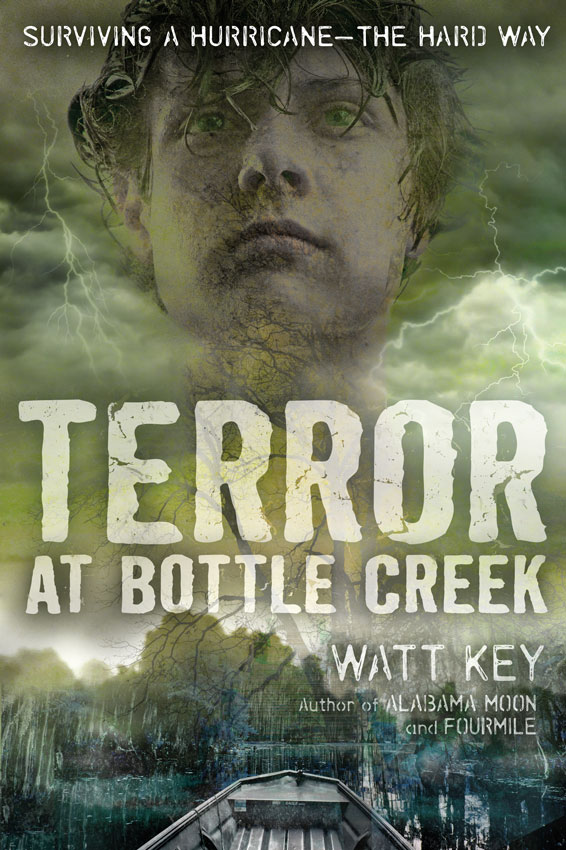 SURVIVING A HURRICANE—THE HARD WAY
TERROR
AT BOTTLE CREEK
WATT KEY
Author of ALABAMA MOON
and FOURMILE